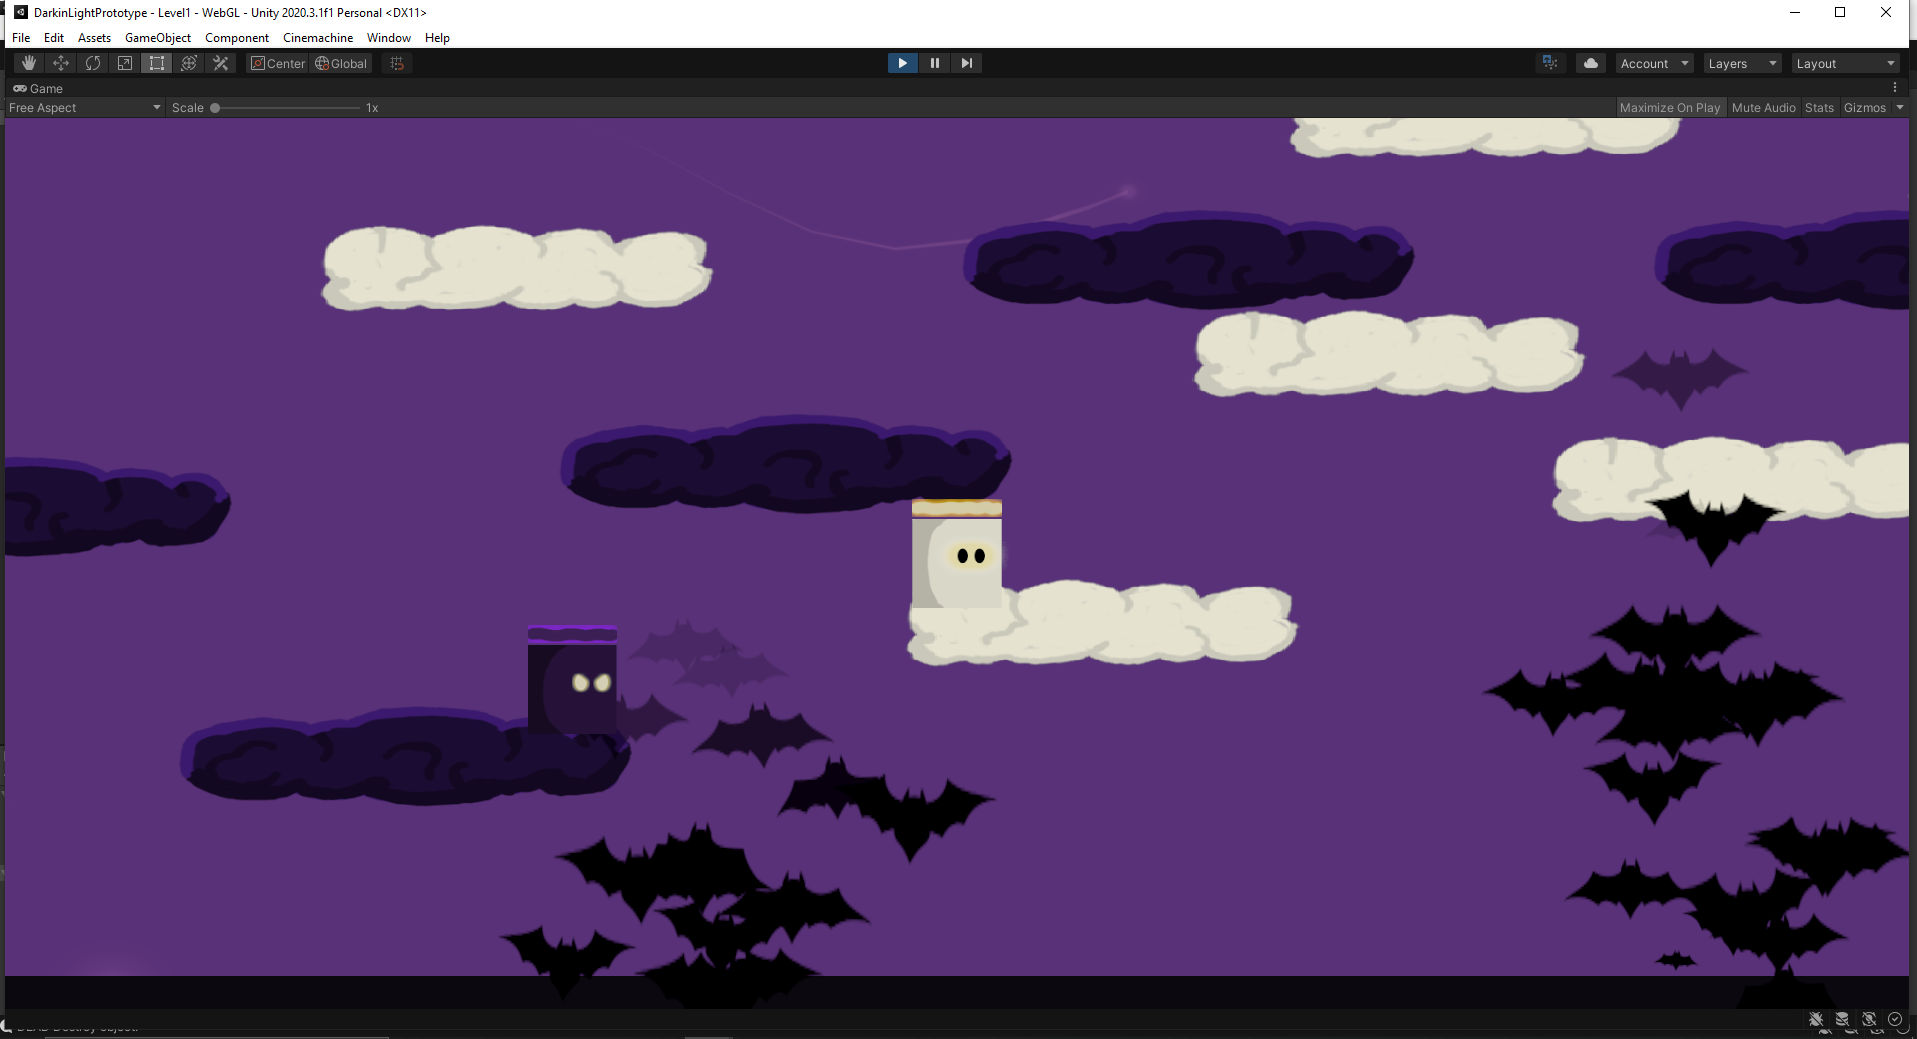 DarkinLightPrototype - Level1 - WebGL - Unity 2020.3.1f1 Personal <DX11>
File Edit Assets GameObject Component Cinemachine Window Help
Center Global Account Layers Layout
Game
Free Aspect Scale 1x Maximize On Play Mute Audio Stats Gizmos